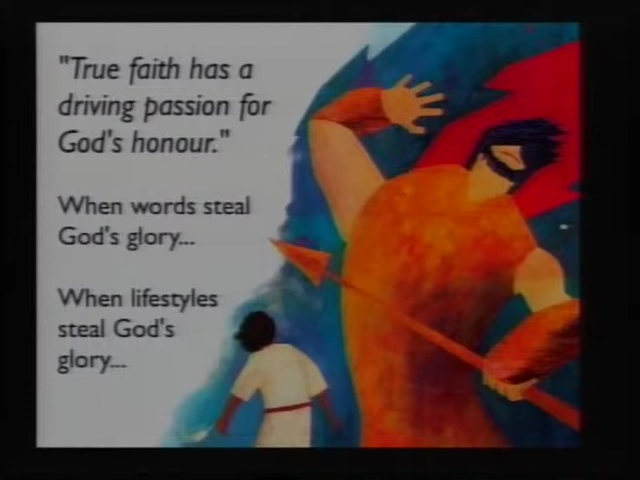 "True faith has a
driving passion for
God's honour."
When words steal
God's glory...
When lifestyles
steal God's
glory...